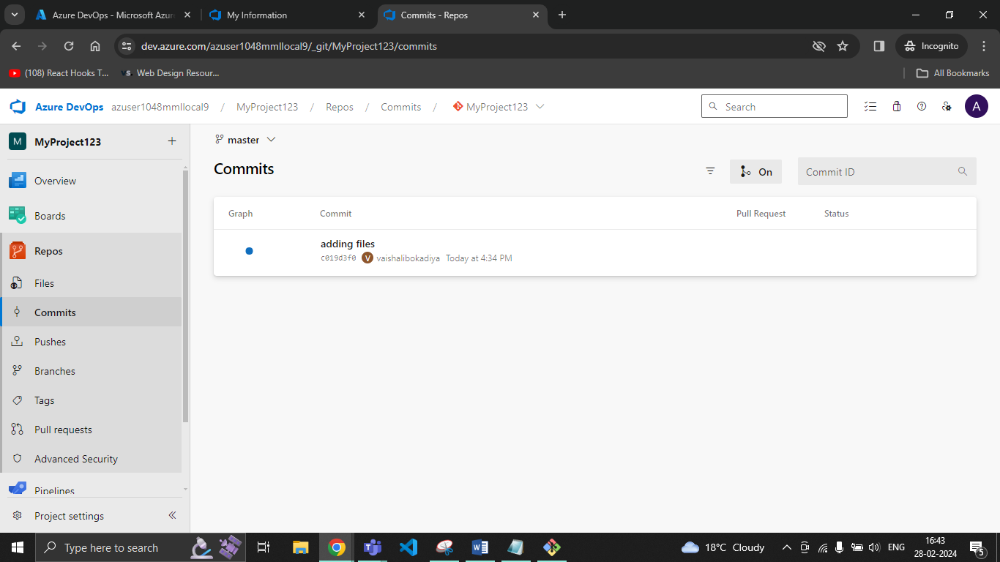 Azure DevOps - Microsoft Azure
My Information
Commits - Repos
dev.azure.com/azuser1048mmllocal9/_git/MyProject123/commits
Incognito
(108) React Hooks T...
VS
Web Design Resour...
All Bookmarks
Azure DevOps
azuser1048mmllocal9 / MyProject123 / Repos / Commits / MyProject123
Search
A
M
MyProject123
master
Commits
On
Commit ID
Overview
Boards
Repos
Files
Commits
Pushes
Branches
Tags
Pull requests
Advanced Security
Pipelines
Project settings
Graph
Commit
Pull Request
Status
adding files
c019d3f0 V vaishalibokadiya Today at 4:34 PM
Type here to search
18°C Cloudy
ENG
16:43
28-02-2024
5